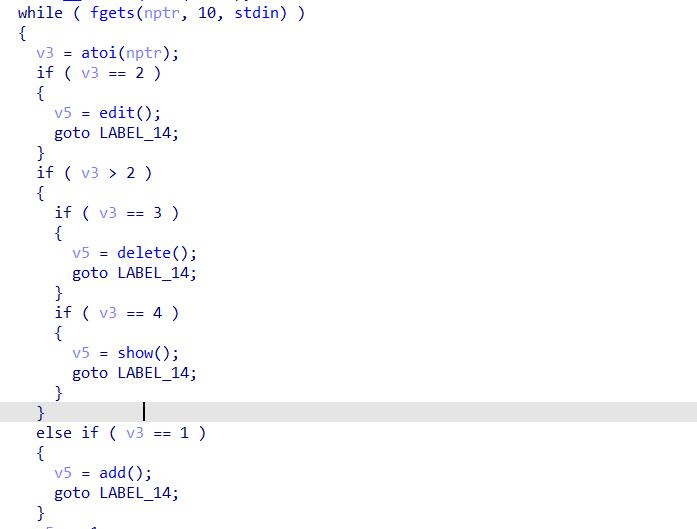 while ( fgets(nptr, 10, stdin) )
{
v3 = atoi(nptr);
if ( v3 == 2 )
{
v5 = edit();
goto LABEL_14;
}
if ( v3 > 2 )
{
if ( v3 == 3 )
{
v5 = delete();
goto LABEL_14;
}
if ( v3 == 4 )
{
v5 = show();
goto LABEL_14;
}
}
else if ( v3 == 1 )
{
v5 = add();
goto LABEL_14;
}